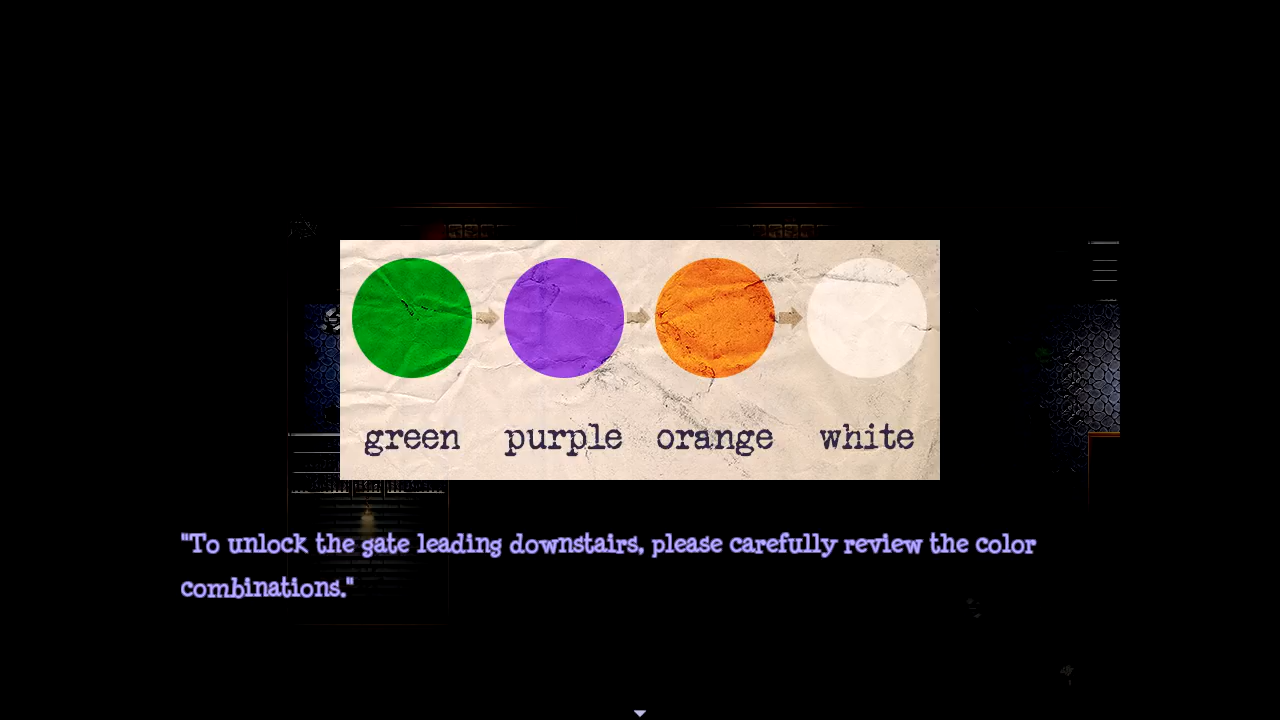 green purple orange white
"To unlock the gate leading downstairs, please carefully review the color
combinations."